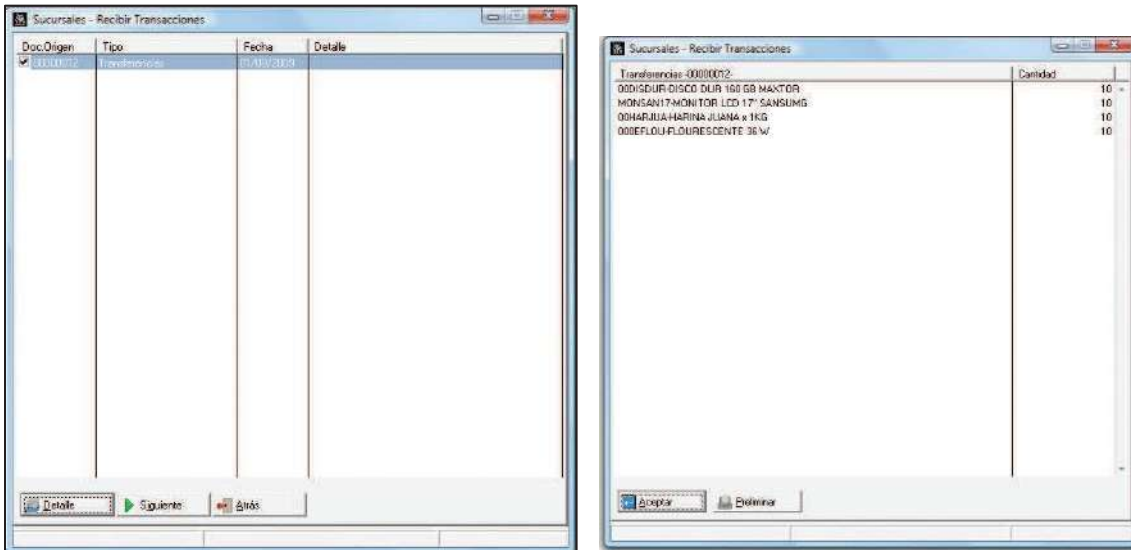 Sucursales - Recibir Transacciones
Doc.Origen Tipo Fecha Detalle
00000012 Transferencias 01/09/2009
Detalle Siguiente Atrás
Sucursales - Recibir Transacciones
Transferencias -00000012- Cantidad
00DISDUR-DISCO DUR 160 GB MAXTOR 10
MONSAN17-MONITOR LCD 17" SANSUMG 10
00HARJUA-HARINA JUANA x 1KG 10
000EFLOU-FLOURESCENTE 36 W 10
Aceptar Preliminar